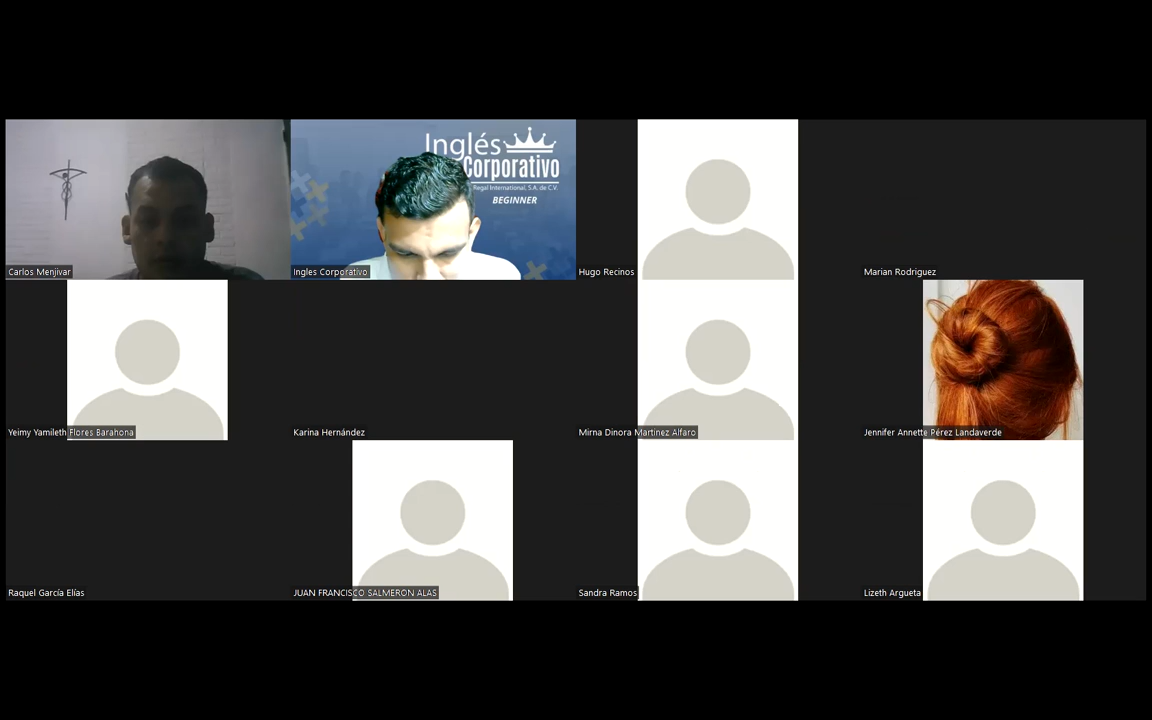 Inglés
Corporativo
Regal International, S.A. de C.V.
BEGINNER
Carlos Menjivar
Ingles Corporativo
Hugo Recinos
Marian Rodriguez
Yeimy Yamileth Flores Barahona
Karina Hernández
Mirna Dinora Martinez Alfaro
Jennifer Annette Pérez Landaverde
Raquel García Elías
JUAN FRANCISCO SALMERON ALAS
Sandra Ramos
Lizeth Argueta